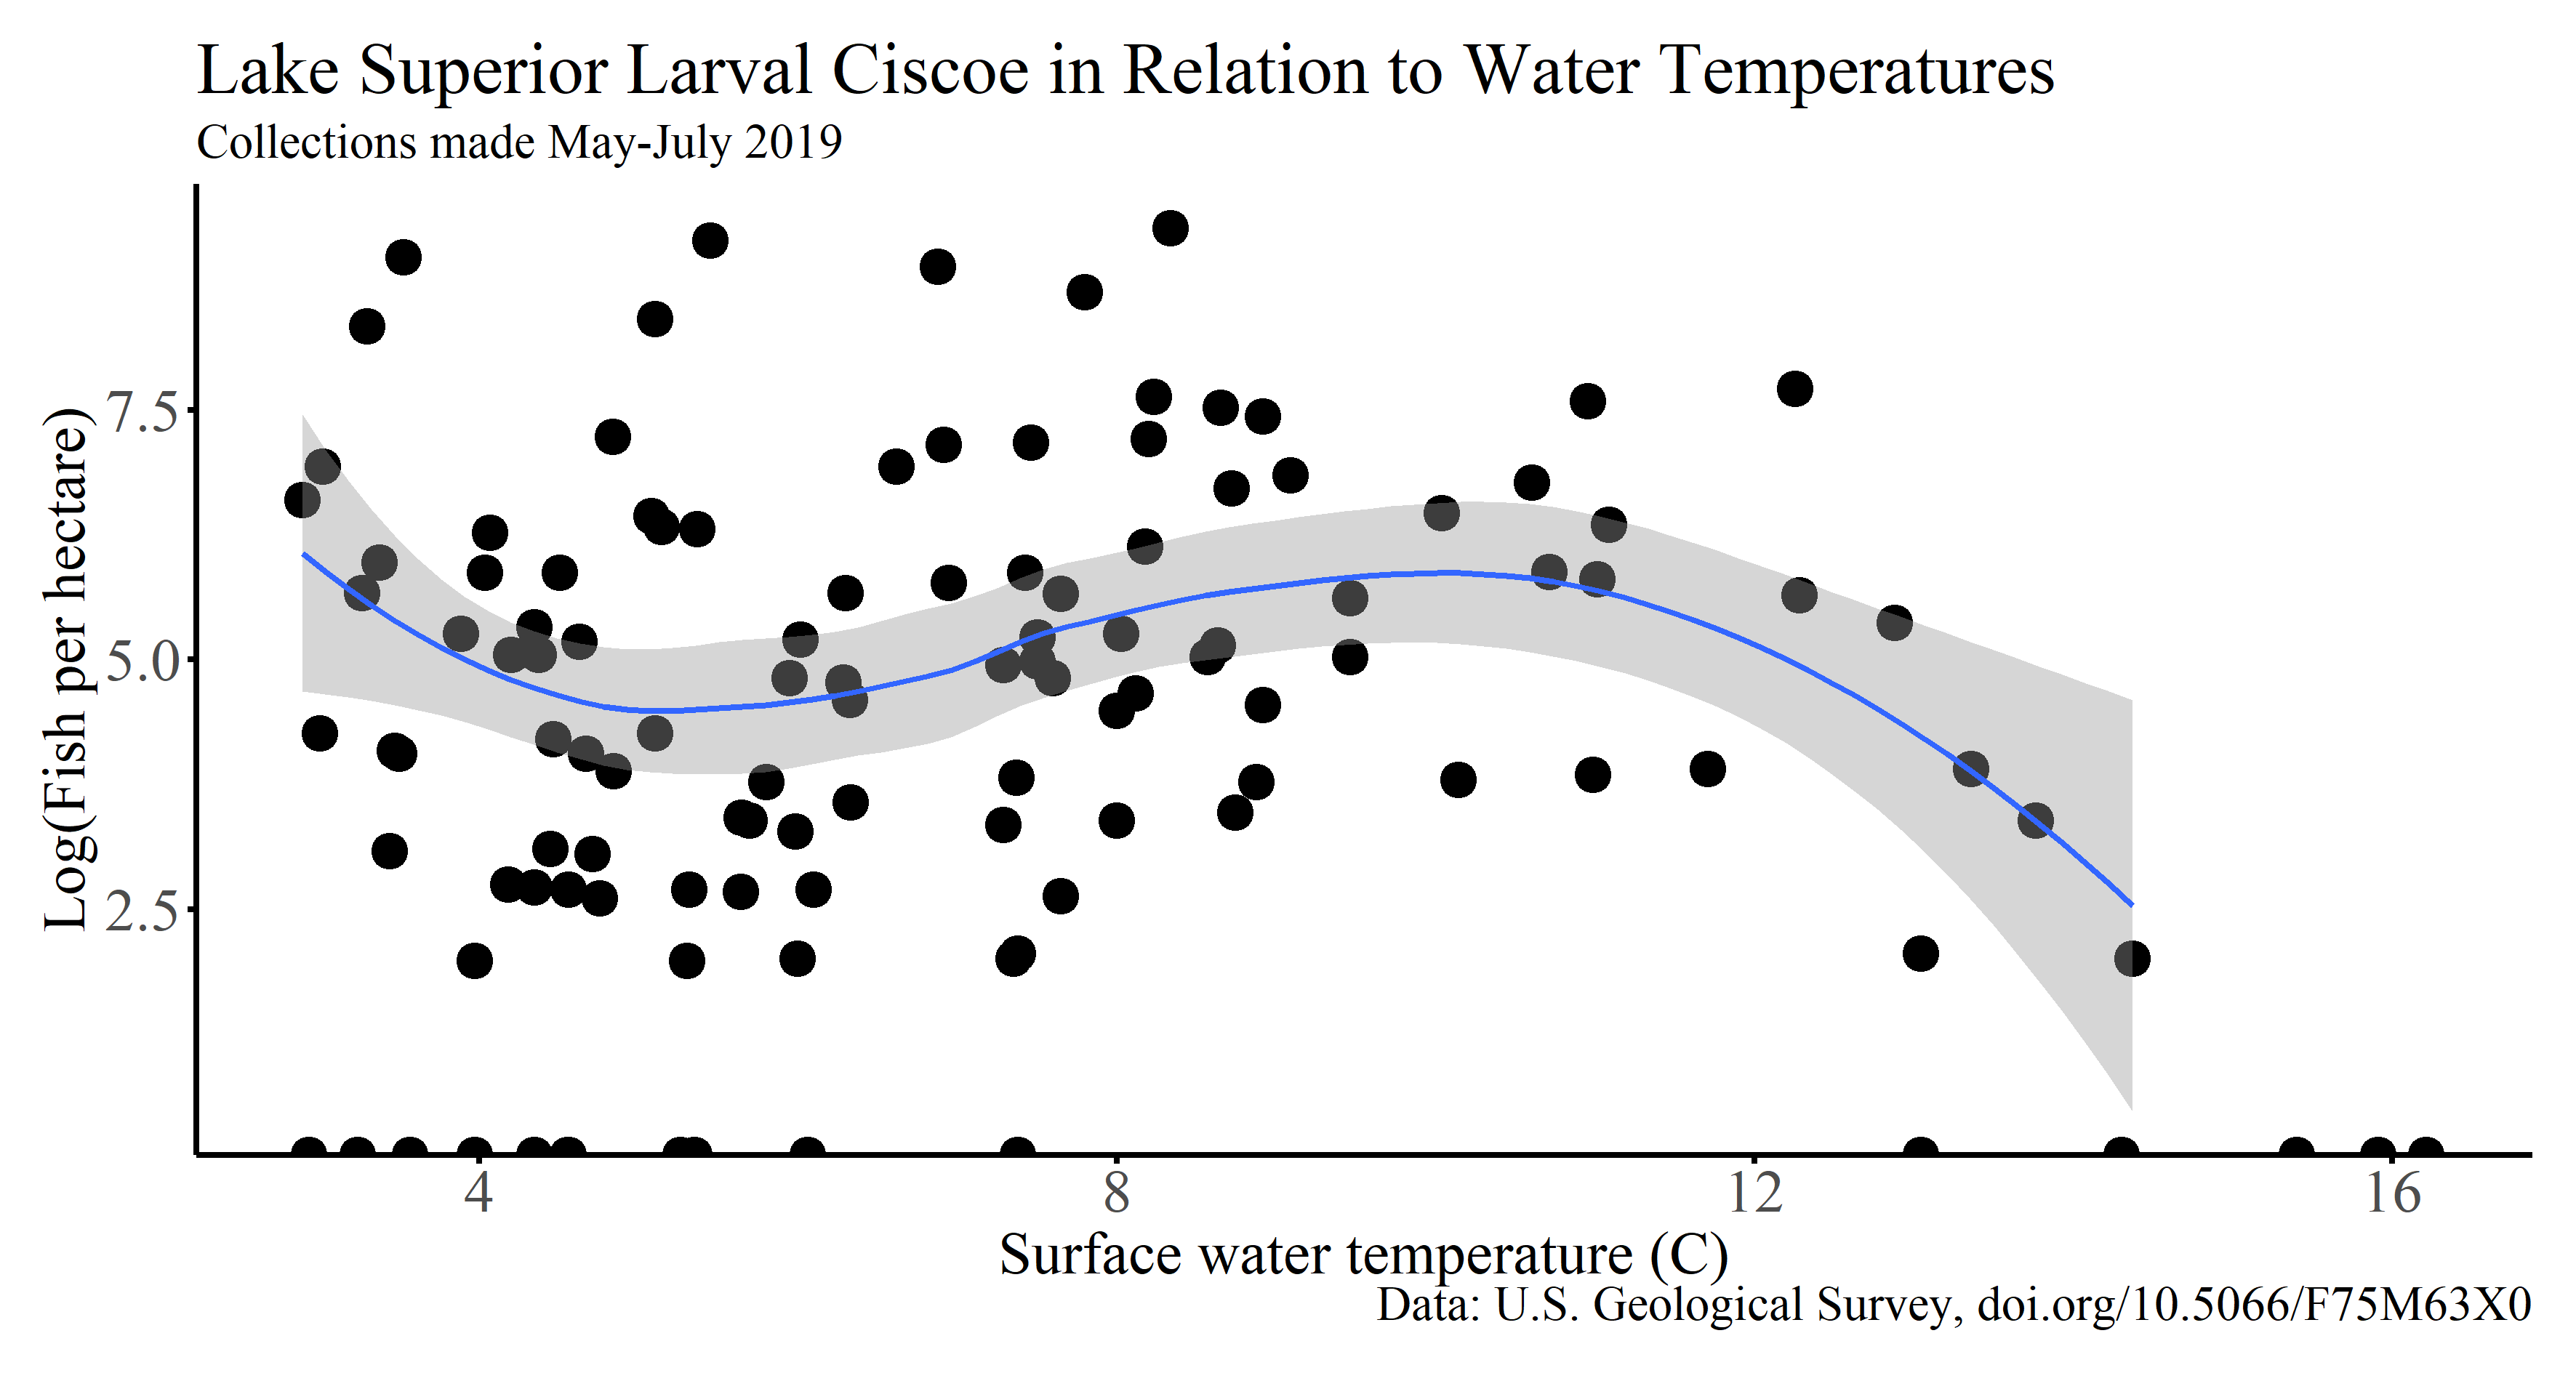 Lake Superior Larval Ciscoe in Relation to Water Temperatures
Collections made May-July 2019
Log(Fish per hectare)
7.5
5.0
2.5
4
8
12
16
Surface water temperature (C)
Data: U.S. Geological Survey, doi.org/10.5066/F75M63X0